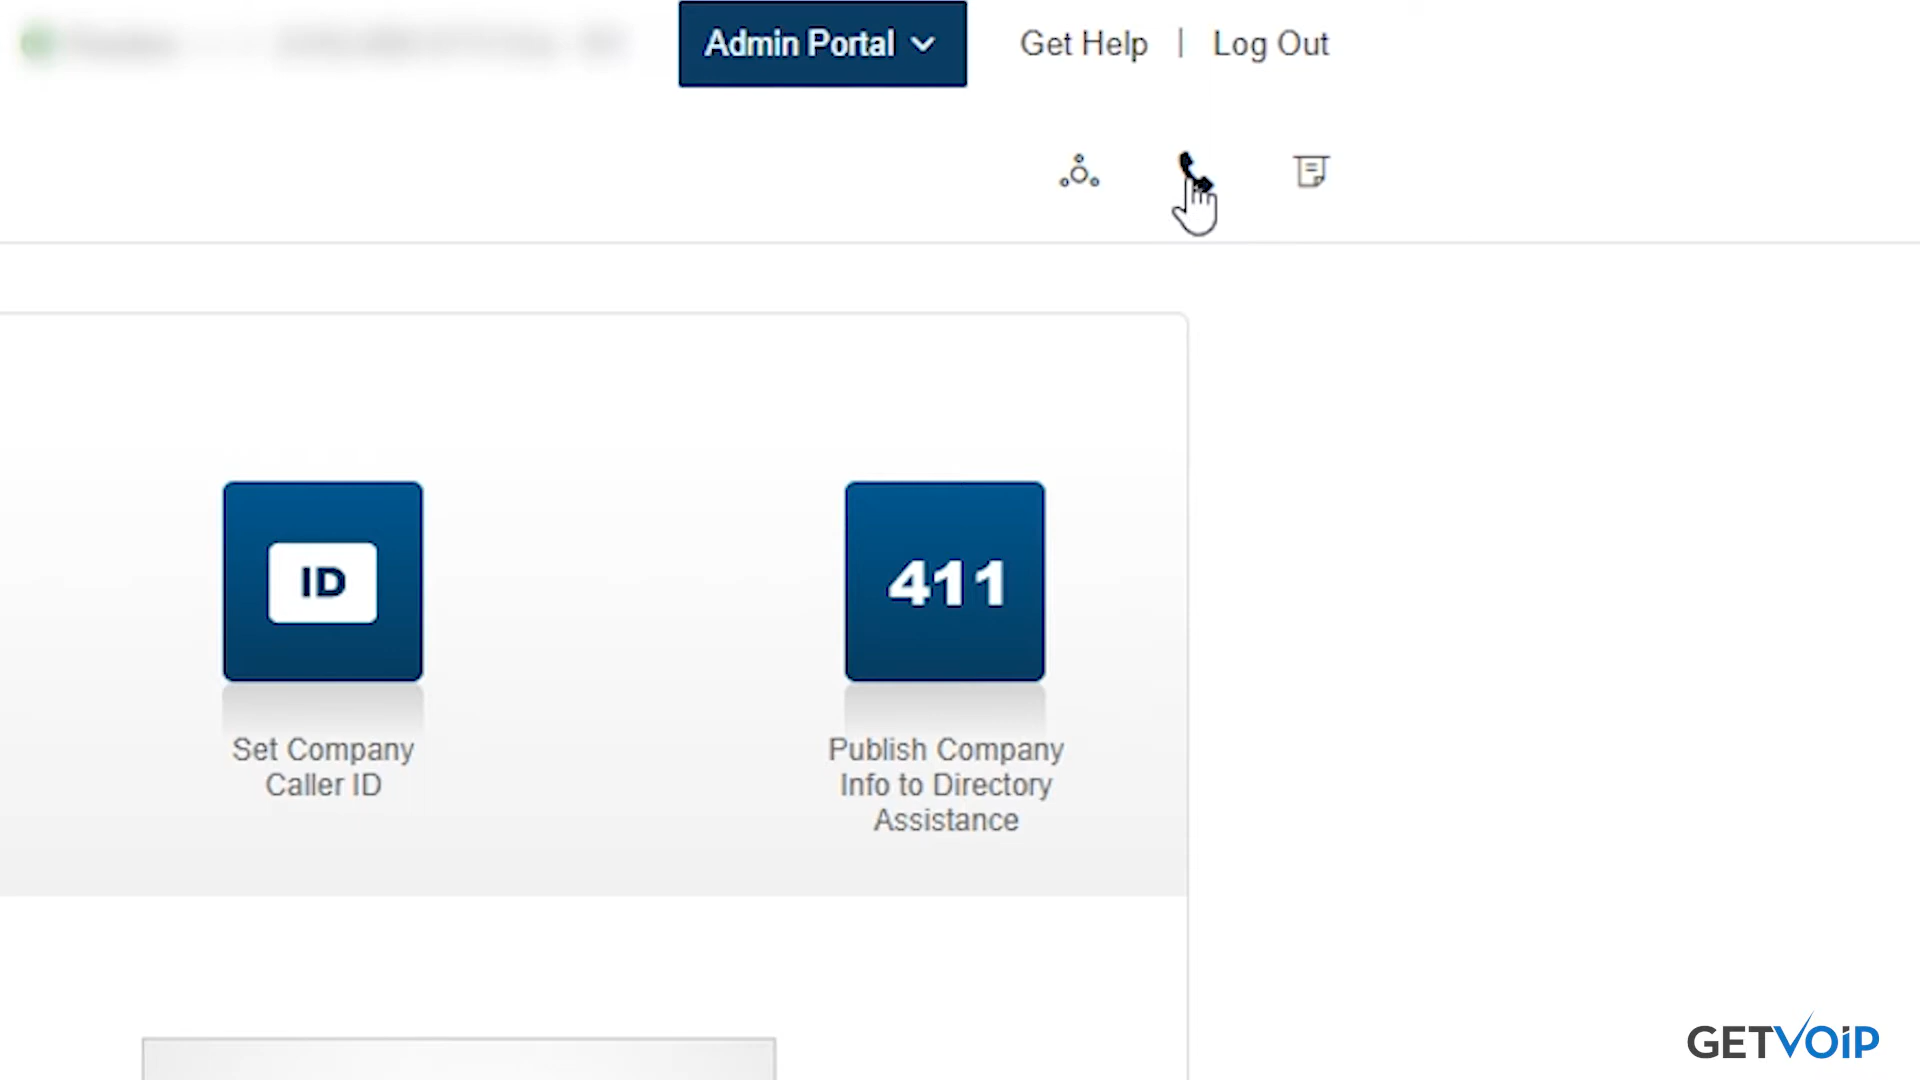 Admin Portal
Get Help | Log Out
ID
411
Set Company
Caller ID
Publish Company
Info to Directory
Assistance
GETVOiP